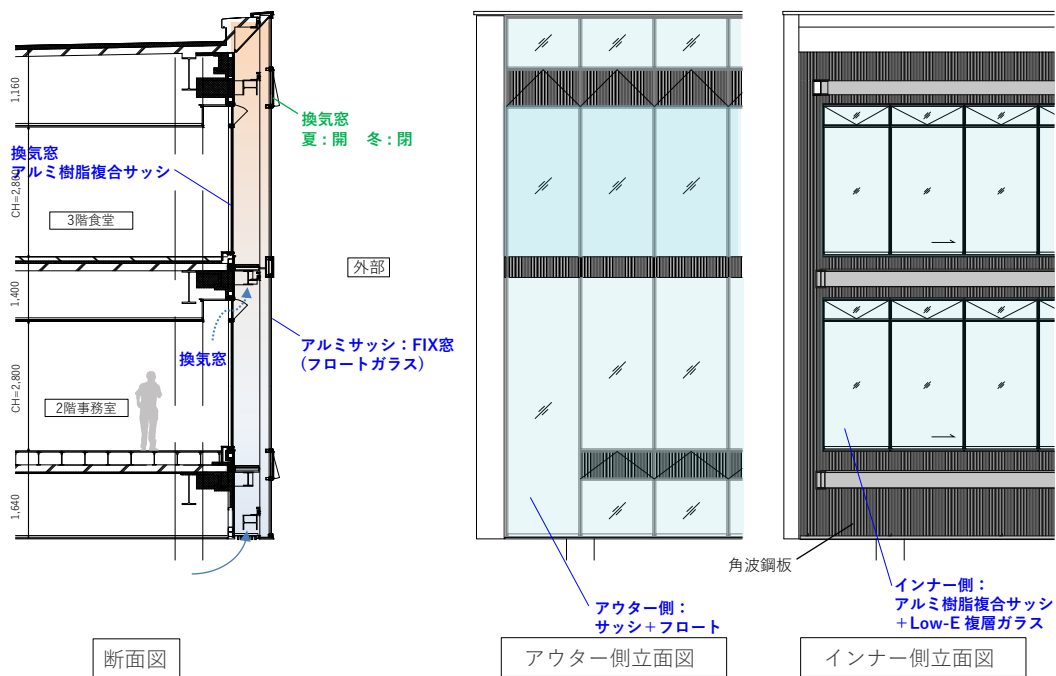 1,160
換気窓
夏：開　冬：閉
換気窓
アルミ樹脂複合サッシ
CH=2,800
3階食堂
外部
1,400
換気窓
アルミサッシ：FIX窓
(フロートガラス)
CH=2,800
2階事務室
1,640
角波鋼板
アウター側：
サッシ＋フロート
インナー側：
アルミ樹脂複合サッシ
＋Low-E 複層ガラス
断面図
アウター側立面図
インナー側立面図